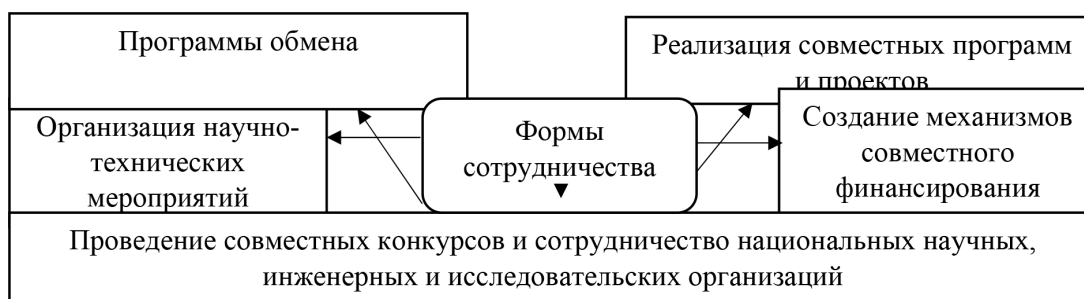 Программы обмена
Реализация совместных программ
и проектов
Организация научно-
технических
мероприятий
Формы
сотрудничества
Создание механизмов
совместного
финансирования
Проведение совместных конкурсов и сотрудничество национальных научных,
инженерных и исследовательских организаций